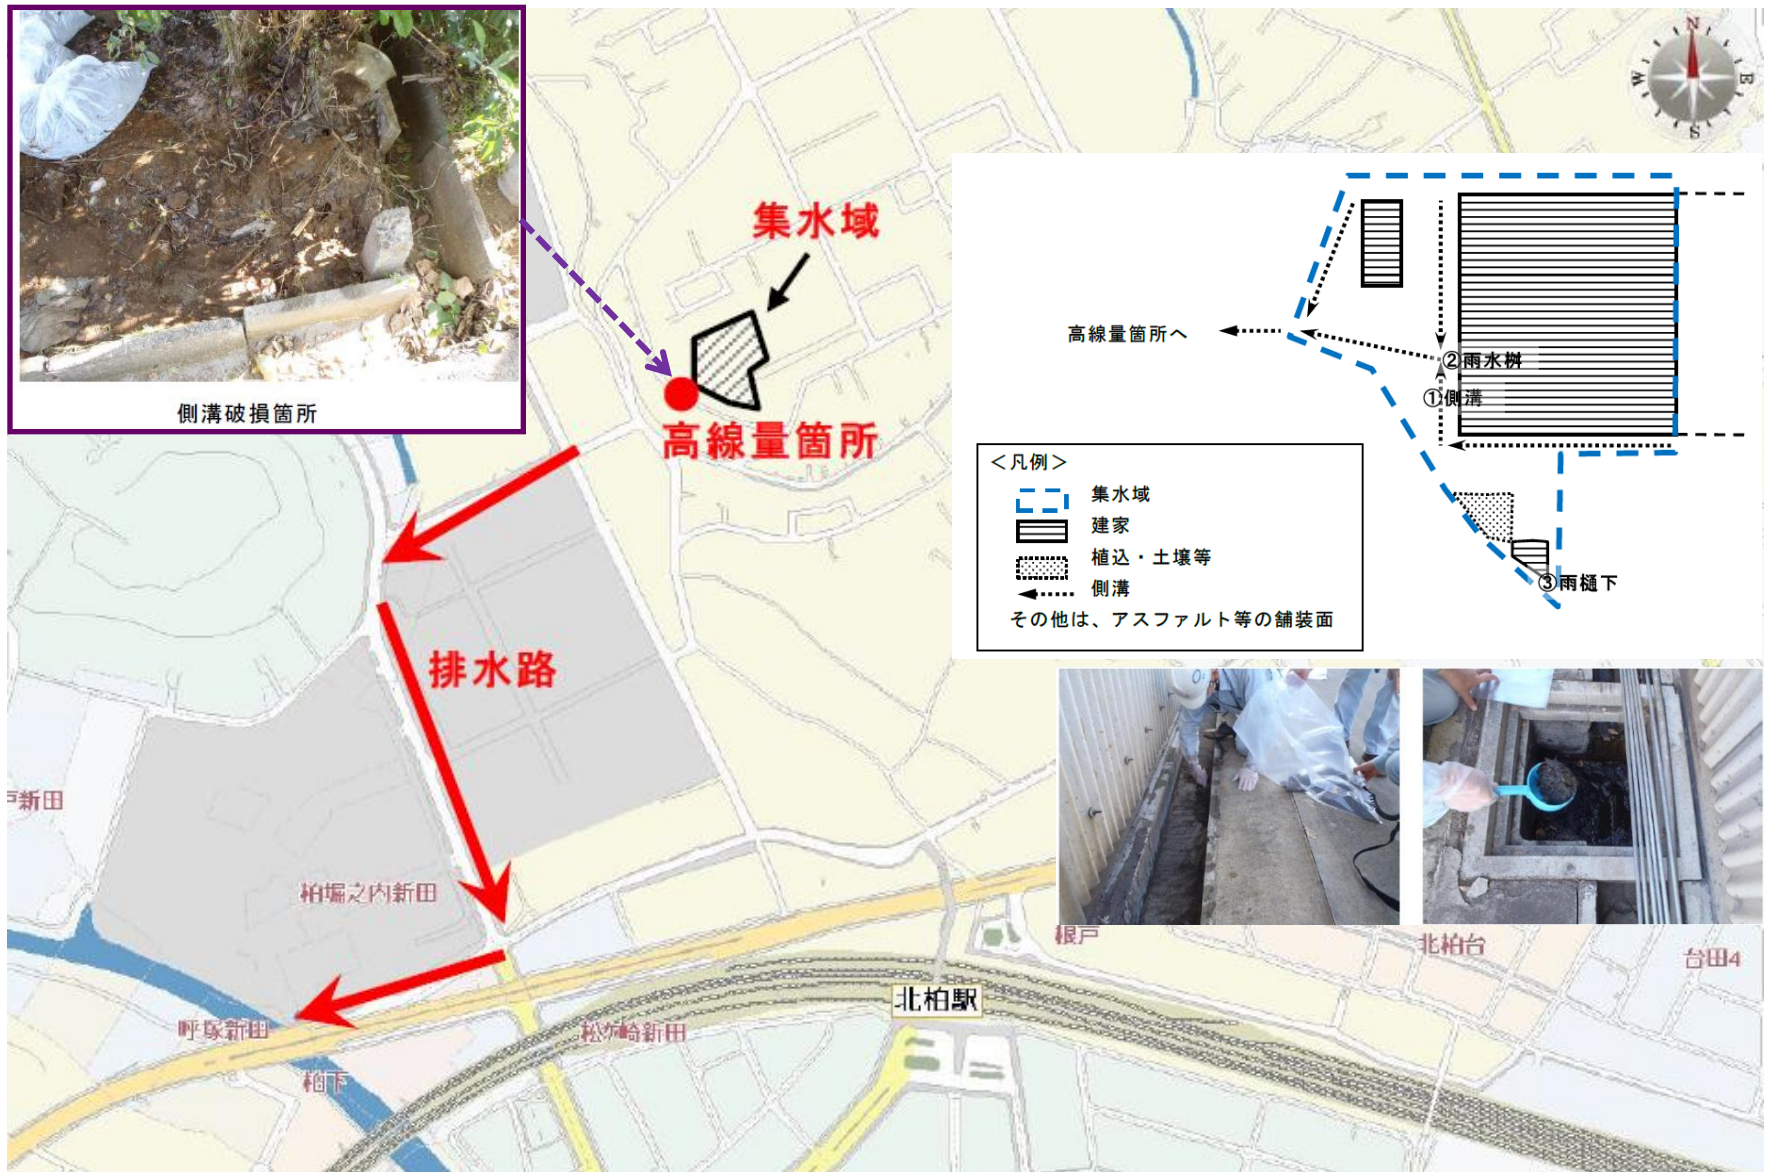 側溝破損箇所
集水域
高線量箇所
排水路
N
W
E
S
高線量箇所へ
②雨水桝
①側溝
③雨樋下
＜凡例＞
集水域
建家
植込・土壌等
側溝
その他は、アスファルト等の舗装面
戸新田
柏堀之内新田
呼塚新田
柏下
松ケ崎新田
北柏駅
根戸
北柏台
台田4